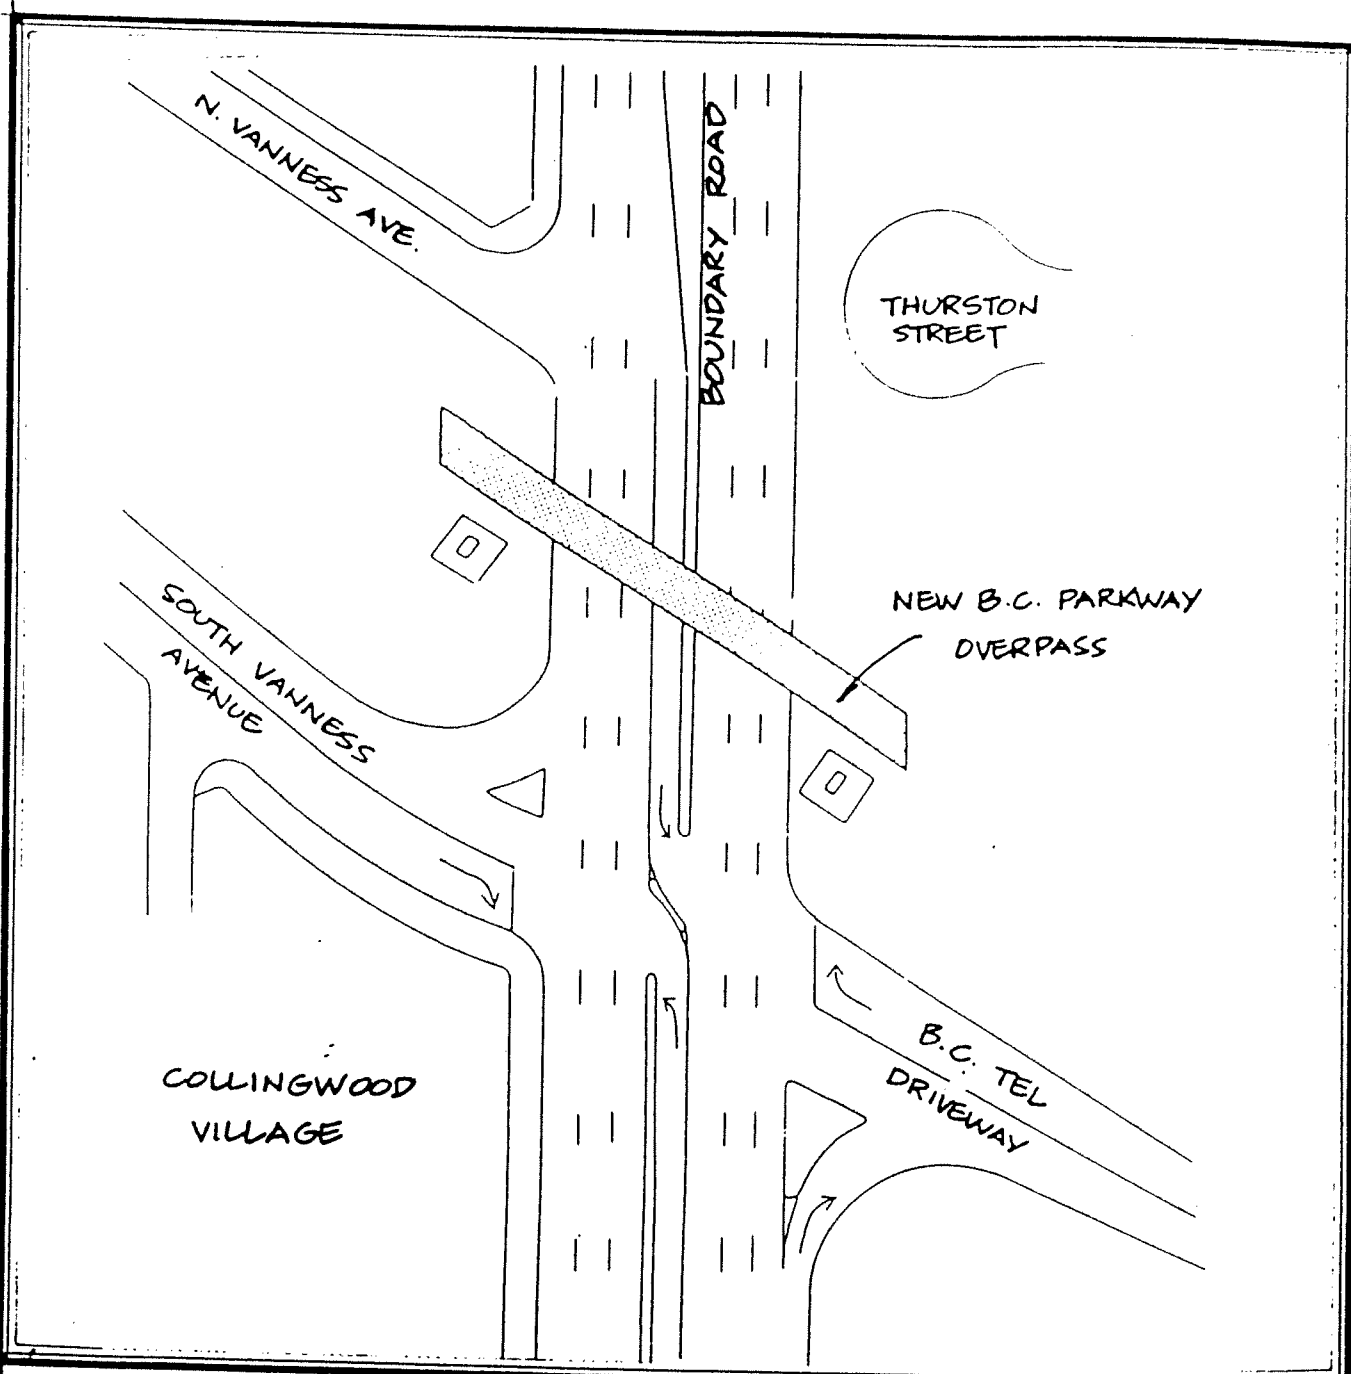 N. VANNESS AVE.
BOUNDARY ROAD
THURSTON
STREET
NEW B.C. PARKWAY
OVERPASS
SOUTH VANNESS
AVENUE
B.C. TEL
DRIVEWAY
COLLINGWOOD
VILLAGE